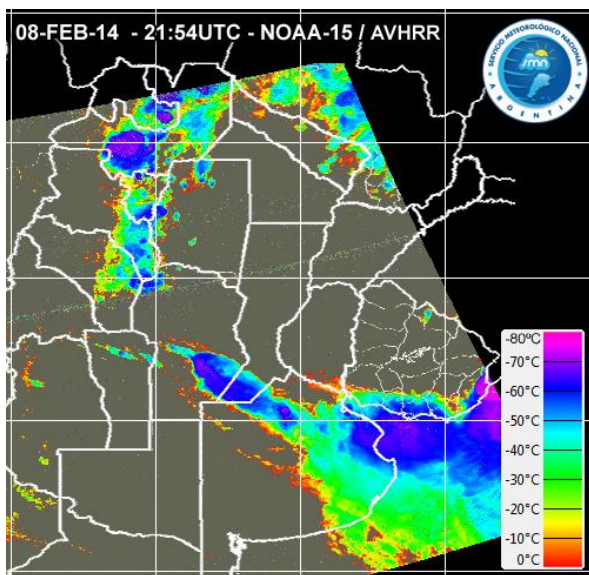 08-FEB-14 - 21:54UTC - NOAA-15 / AVHRR
SERVICIO METEOROLÓGICO NACIONAL
smn
ARGENTINA
-80ºC
-70°C
-60°C
-50°C
-40°C
-30°C
-20°C
-10°C
0°C